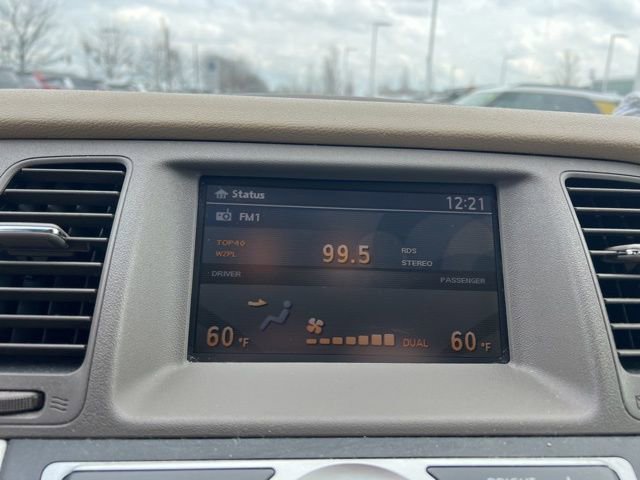 Status 12:21
FM1
TOP40 99.5 RDS
WZPL STEREO
DRIVER PASSENGER
60°F DUAL 60°F